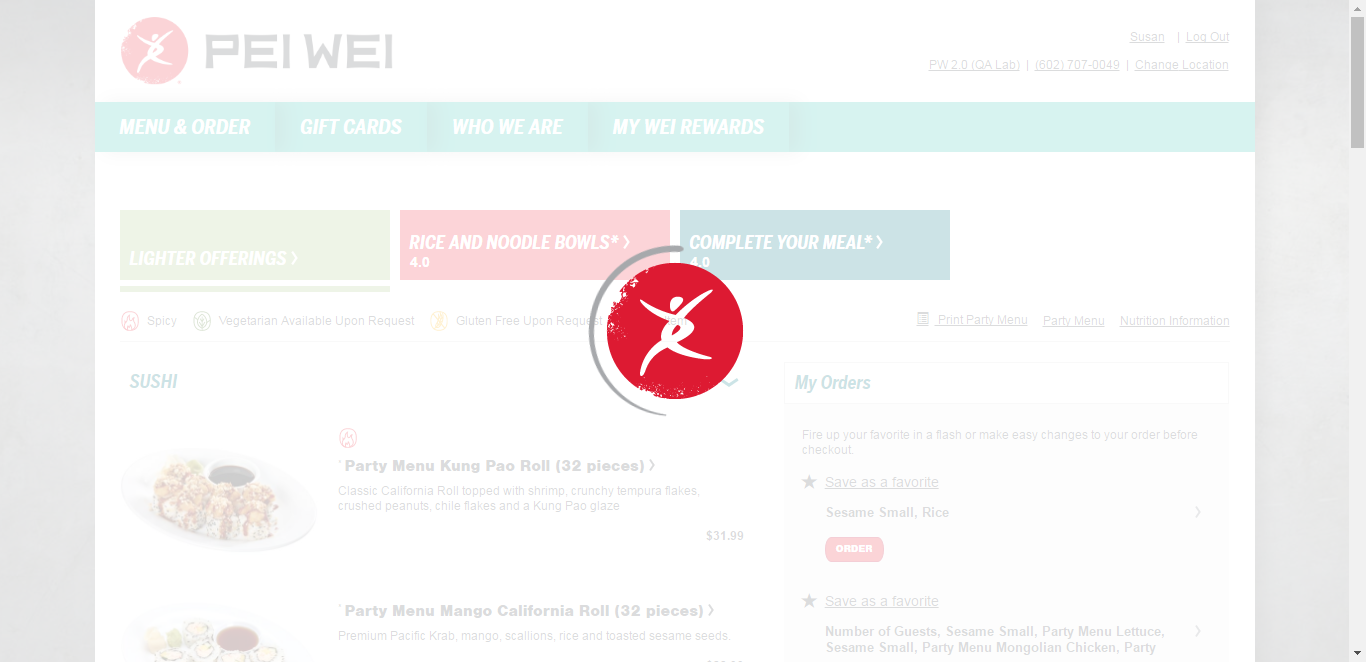 PEI WEI
Susan | Log Out
PW 2.0 (QA Lab) | (602) 707-0049 | Change Location
MENU & ORDER
GIFT CARDS
WHO WE ARE
MY WEI REWARDS
LIGHTER OFFERINGS >
RICE AND NOODLE BOWLS* >
4.0
COMPLETE YOUR MEAL* >
4.0
Spicy
Vegetarian Available Upon Request
Gluten Free Upon Request
Print Party Menu
Party Menu
Nutrition Information
SUSHI
* Party Menu Kung Pao Roll (32 pieces) >
Classic California Roll topped with shrimp, crunchy tempura flakes,
crushed peanuts, chile flakes and a Kung Pao glaze
$31.99
* Party Menu Mango California Roll (32 pieces) >
Premium Pacific Krab, mango, scallions, rice and toasted sesame seeds.
My Orders
Fire up your favorite in a flash or make easy changes to your order before
checkout.
Save as a favorite
Sesame Small, Rice
ORDER
Save as a favorite
Number of Guests, Sesame Small, Party Menu Lettuce,
Sesame Small, Party Menu Mongolian Chicken, Party